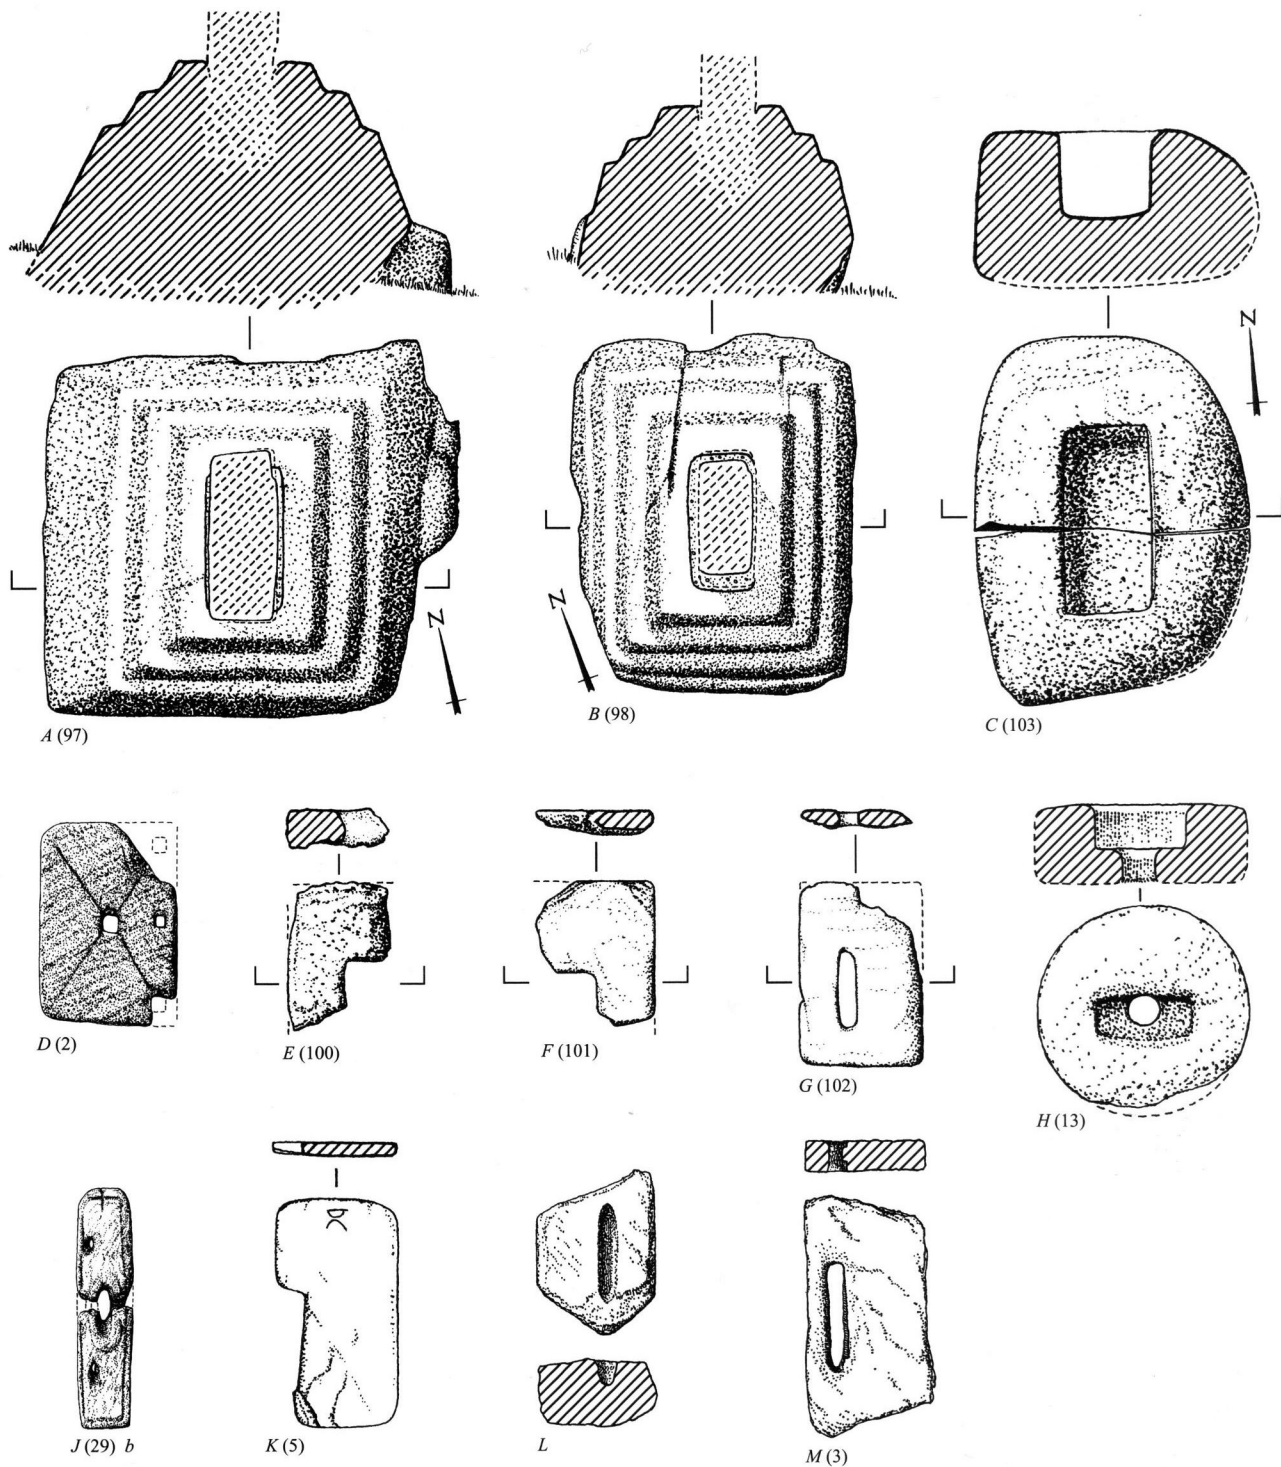 N
N
N
A (97)
B (98)
C (103)
D (2)
E (100)
F (101)
G (102)
H (13)
J (29) b
K (5)
L
M (3)